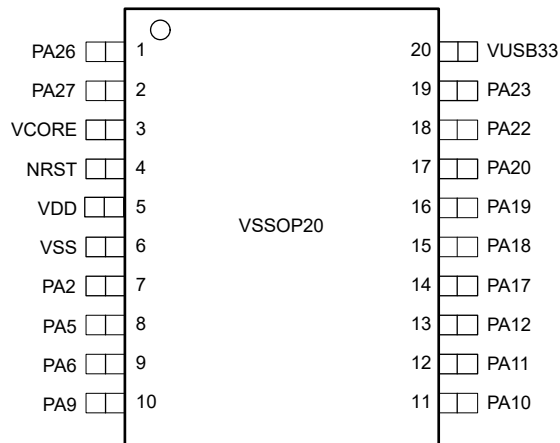 PA26 1 20 VUSB33
PA27 2 19 PA23
VCORE 3 18 PA22
NRST 4 17 PA20
VDD 5 16 PA19
VSSOP20
VSS 6 15 PA18
PA2 7 14 PA17
PA5 8 13 PA12
PA6 9 12 PA11
PA9 10 11 PA10